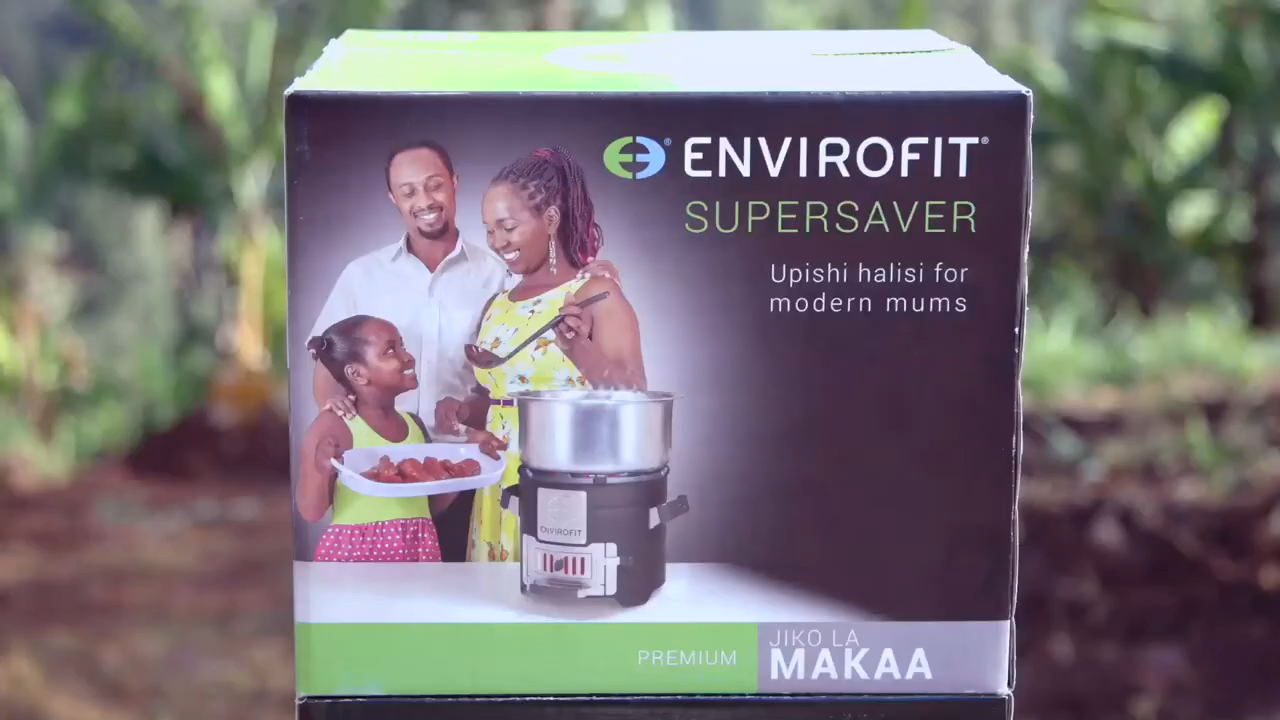 ENVIROFIT®
SUPERSAVER
Upishi halisi for
modern mums
ENVIROFIT
PREMIUM
JIKO LA
MAKAA